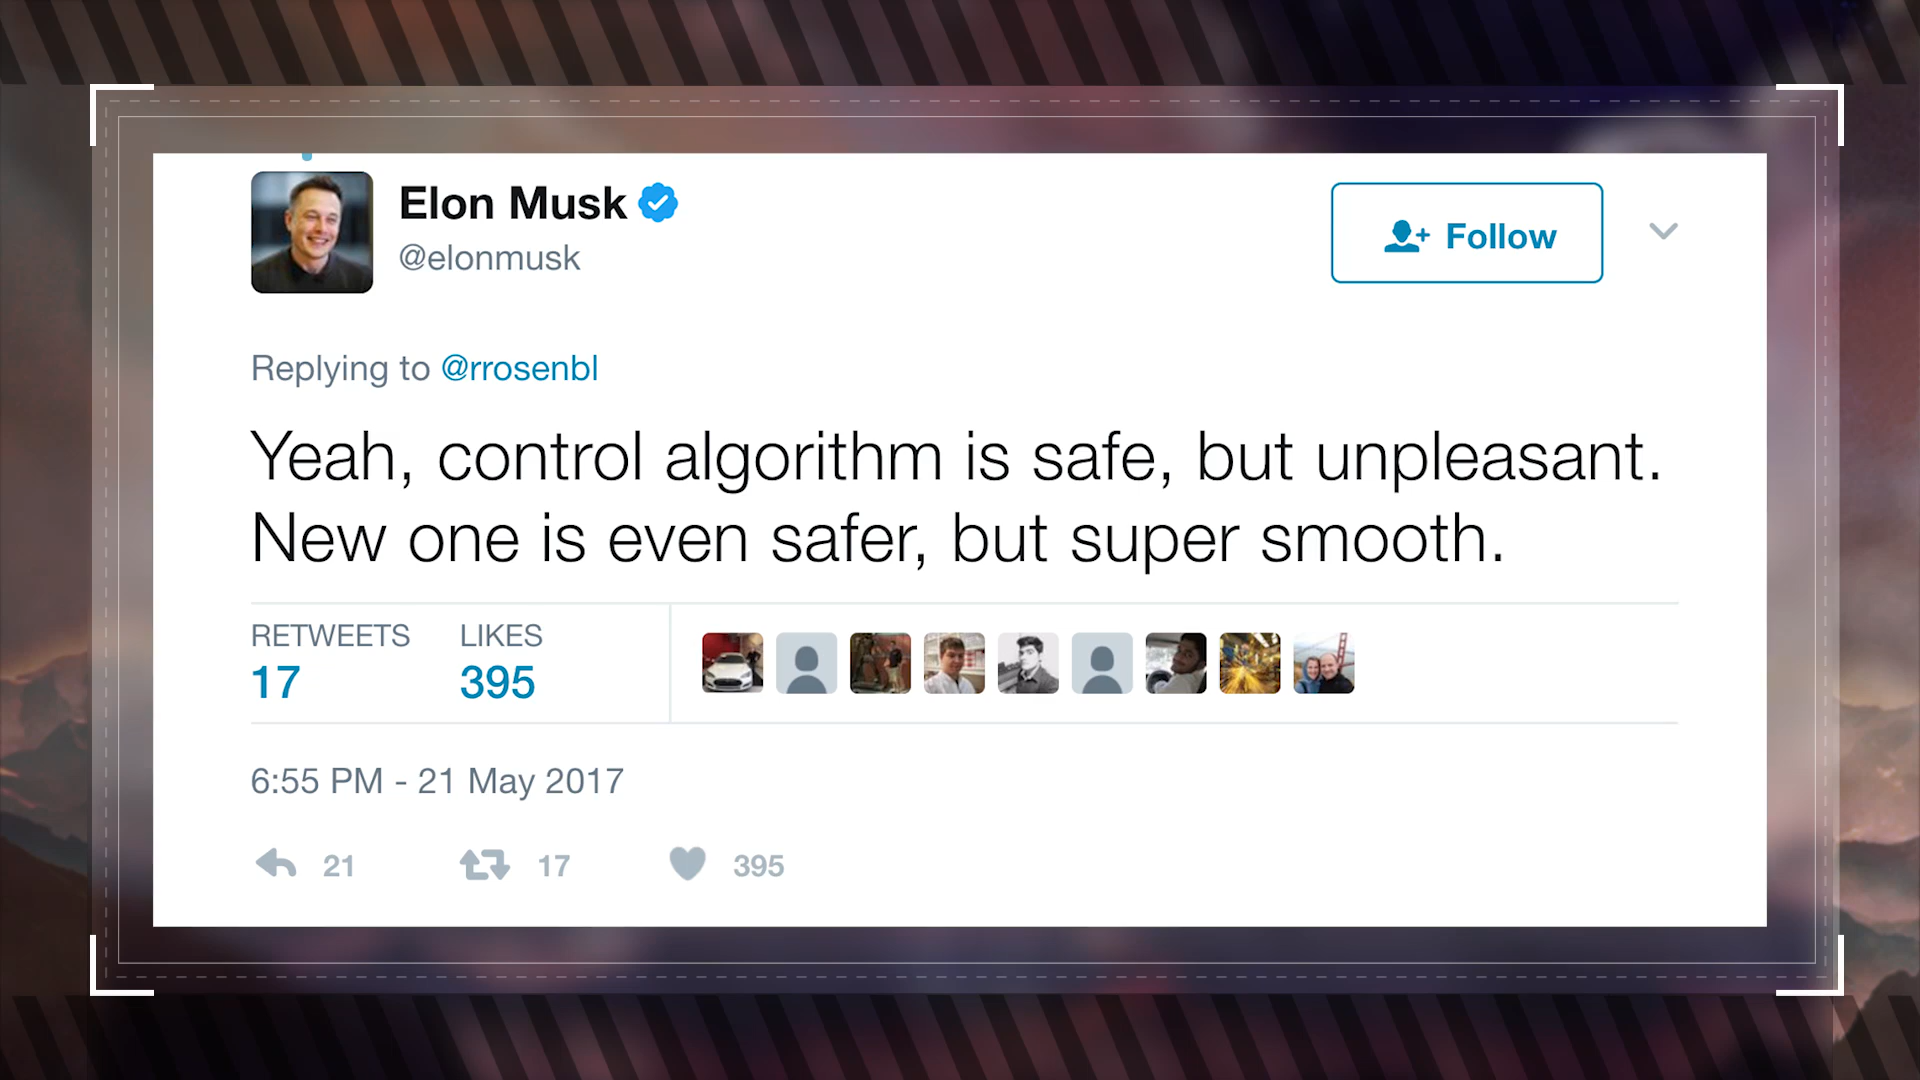 Elon Musk
@elonmusk
Follow
Replying to @rrosenbl
Yeah, control algorithm is safe, but unpleasant.
New one is even safer, but super smooth.
RETWEETS LIKES
17 395
6:55 PM - 21 May 2017
21 17 395